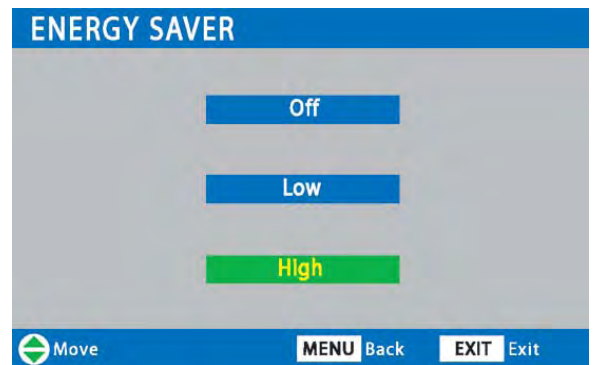 ENERGY SAVER
Off
Low
High
Move MENU Back EXIT Exit